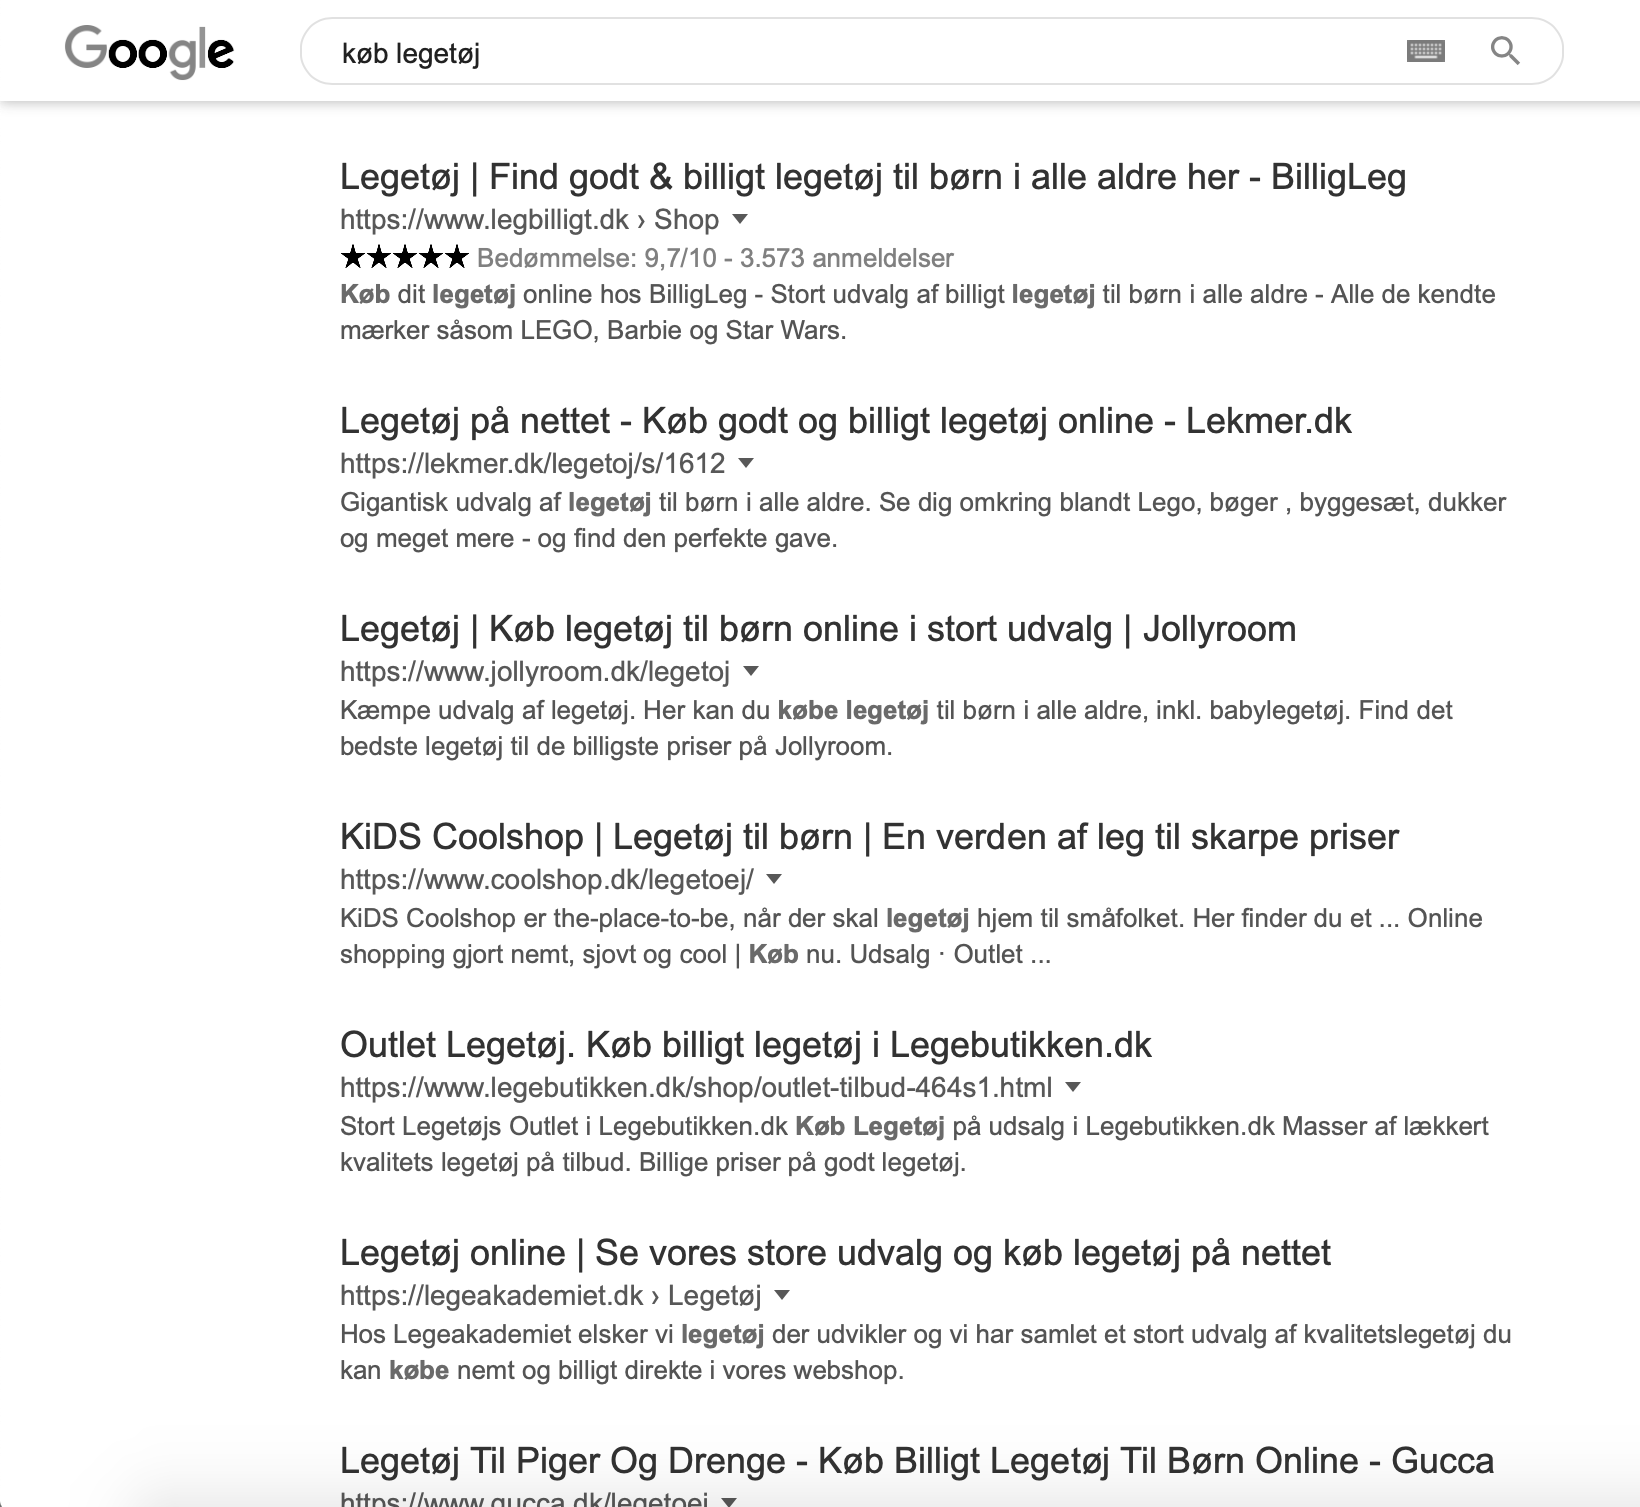 Google
køb legetøj
Legetøj | Find godt & billigt legetøj til børn i alle aldre her - BilligLeg
https://www.legbilligt.dk › Shop
Bedømmelse: 9,7/10 - 3.573 anmeldelser
Køb dit legetøj online hos BilligLeg - Stort udvalg af billigt legetøj til børn i alle aldre - Alle de kendte
mærker såsom LEGO, Barbie og Star Wars.
Legetøj på nettet - Køb godt og billigt legetøj online - Lekmer.dk
https://lekmer.dk/legetoj/s/1612
Gigantisk udvalg af legetøj til børn i alle aldre. Se dig omkring blandt Lego, bøger , byggesæt, dukker
og meget mere - og find den perfekte gave.
Legetøj | Køb legetøj til børn online i stort udvalg | Jollyroom
https://www.jollyroom.dk/legetoj
Kæmpe udvalg af legetøj. Her kan du købe legetøj til børn i alle aldre, inkl. babylegetøj. Find det
bedste legetøj til de billigste priser på Jollyroom.
KiDS Coolshop | Legetøj til børn | En verden af leg til skarpe priser
https://www.coolshop.dk/legetoej/
KiDS Coolshop er the-place-to-be, når der skal legetøj hjem til småfolket. Her finder du et ... Online
shopping gjort nemt, sjovt og cool | Køb nu. Udsalg · Outlet ...
Outlet Legetøj. Køb billigt legetøj i Legebutikken.dk
https://www.legebutikken.dk/shop/outlet-tilbud-464s1.html
Stort Legetøjs Outlet i Legebutikken.dk Køb Legetøj på udsalg i Legebutikken.dk Masser af lækkert
kvalitets legetøj på tilbud. Billige priser på godt legetøj.
Legetøj online | Se vores store udvalg og køb legetøj på nettet
https://legeakademiet.dk › Legetøj
Hos Legeakademiet elsker vi legetøj der udvikler og vi har samlet et stort udvalg af kvalitetslegetøj du
kan købe nemt og billigt direkte i vores webshop.
Legetøj Til Piger Og Drenge - Køb Billigt Legetøj Til Børn Online - Gucca
https://www.gucca.dk/legetoej